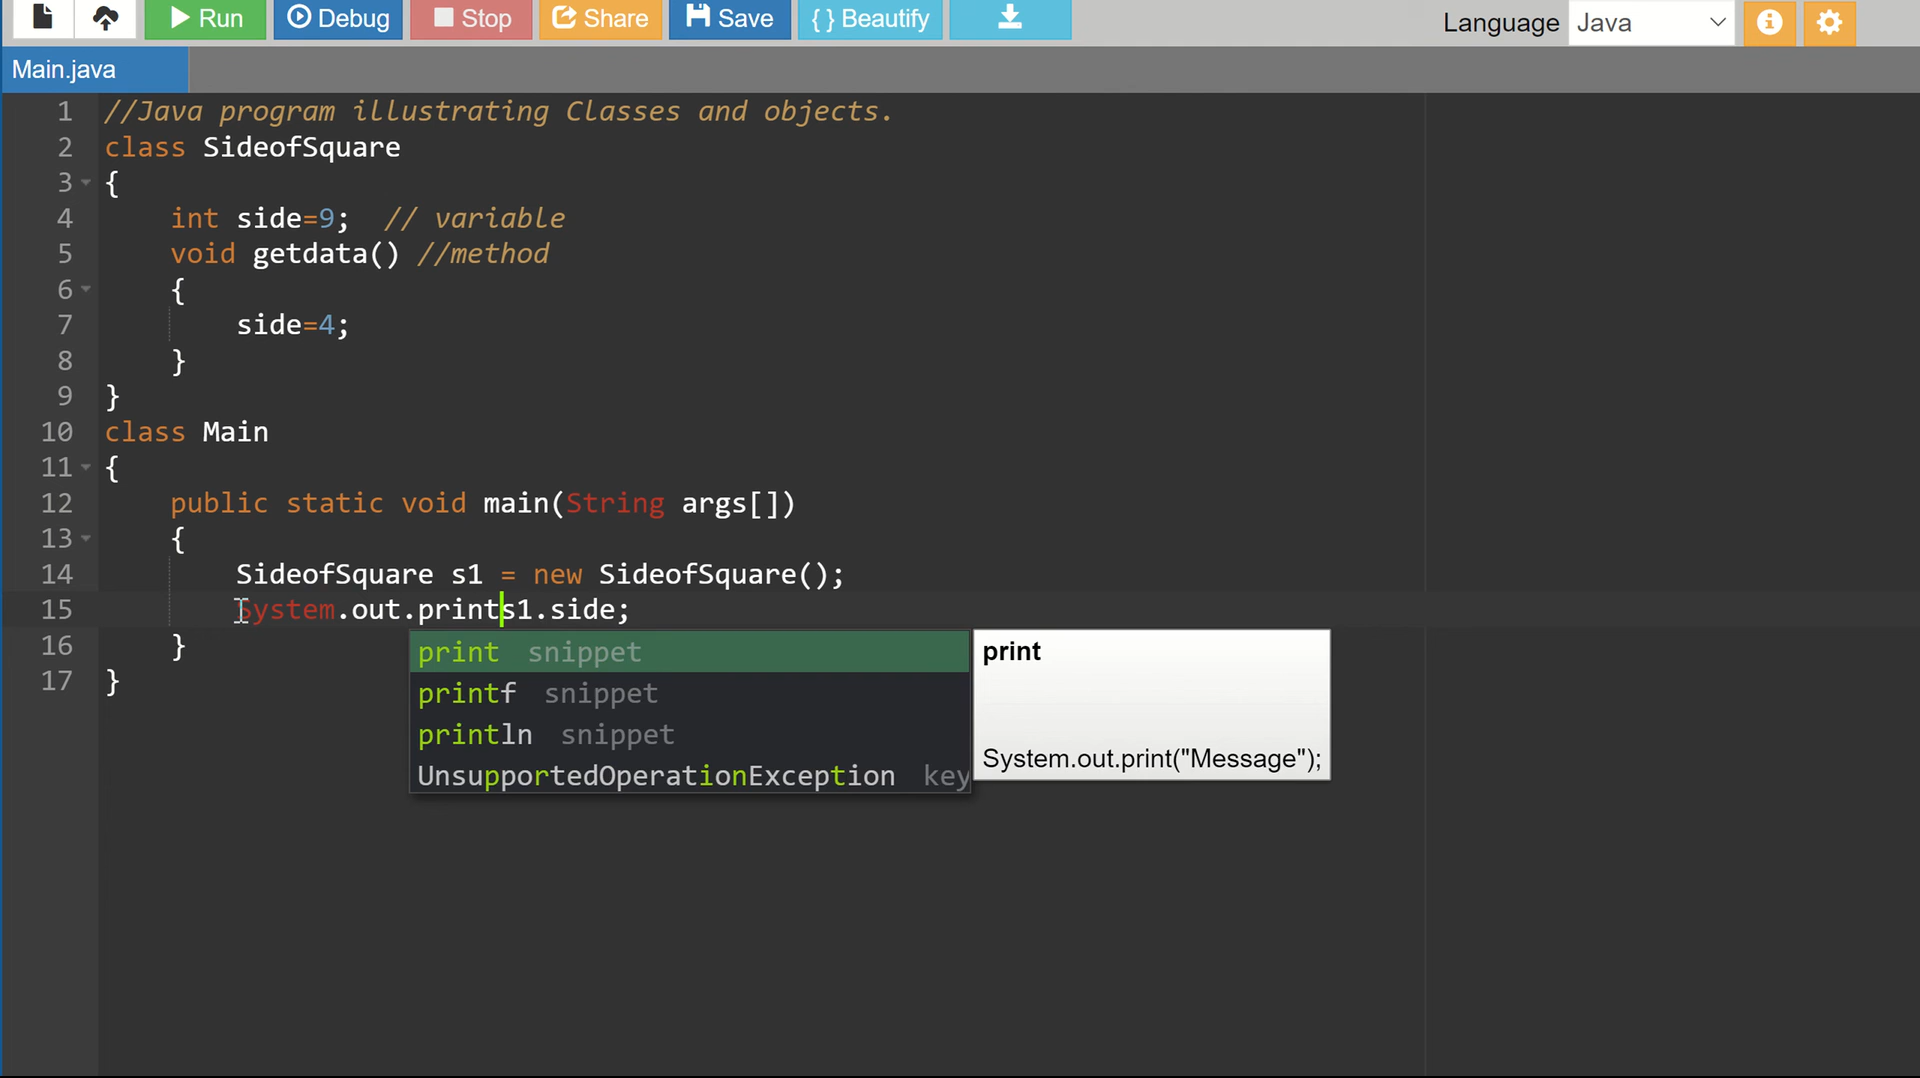 Run Debug Stop Share Save { } Beautify Language Java
Main.java
1 //Java program illustrating Classes and objects.
2 class SideofSquare
3 {
4 int side=9; // variable
5 void getdata() //method
6 {
7 side=4;
8 }
9 }
10 class Main
11 {
12 public static void main(String args[])
13 {
14 SideofSquare s1 = new SideofSquare();
15 System.out.prints1.side;
16 }
17 }
print snippet
printf snippet
println snippet
UnsupportedOperationException key
print
System.out.print("Message");